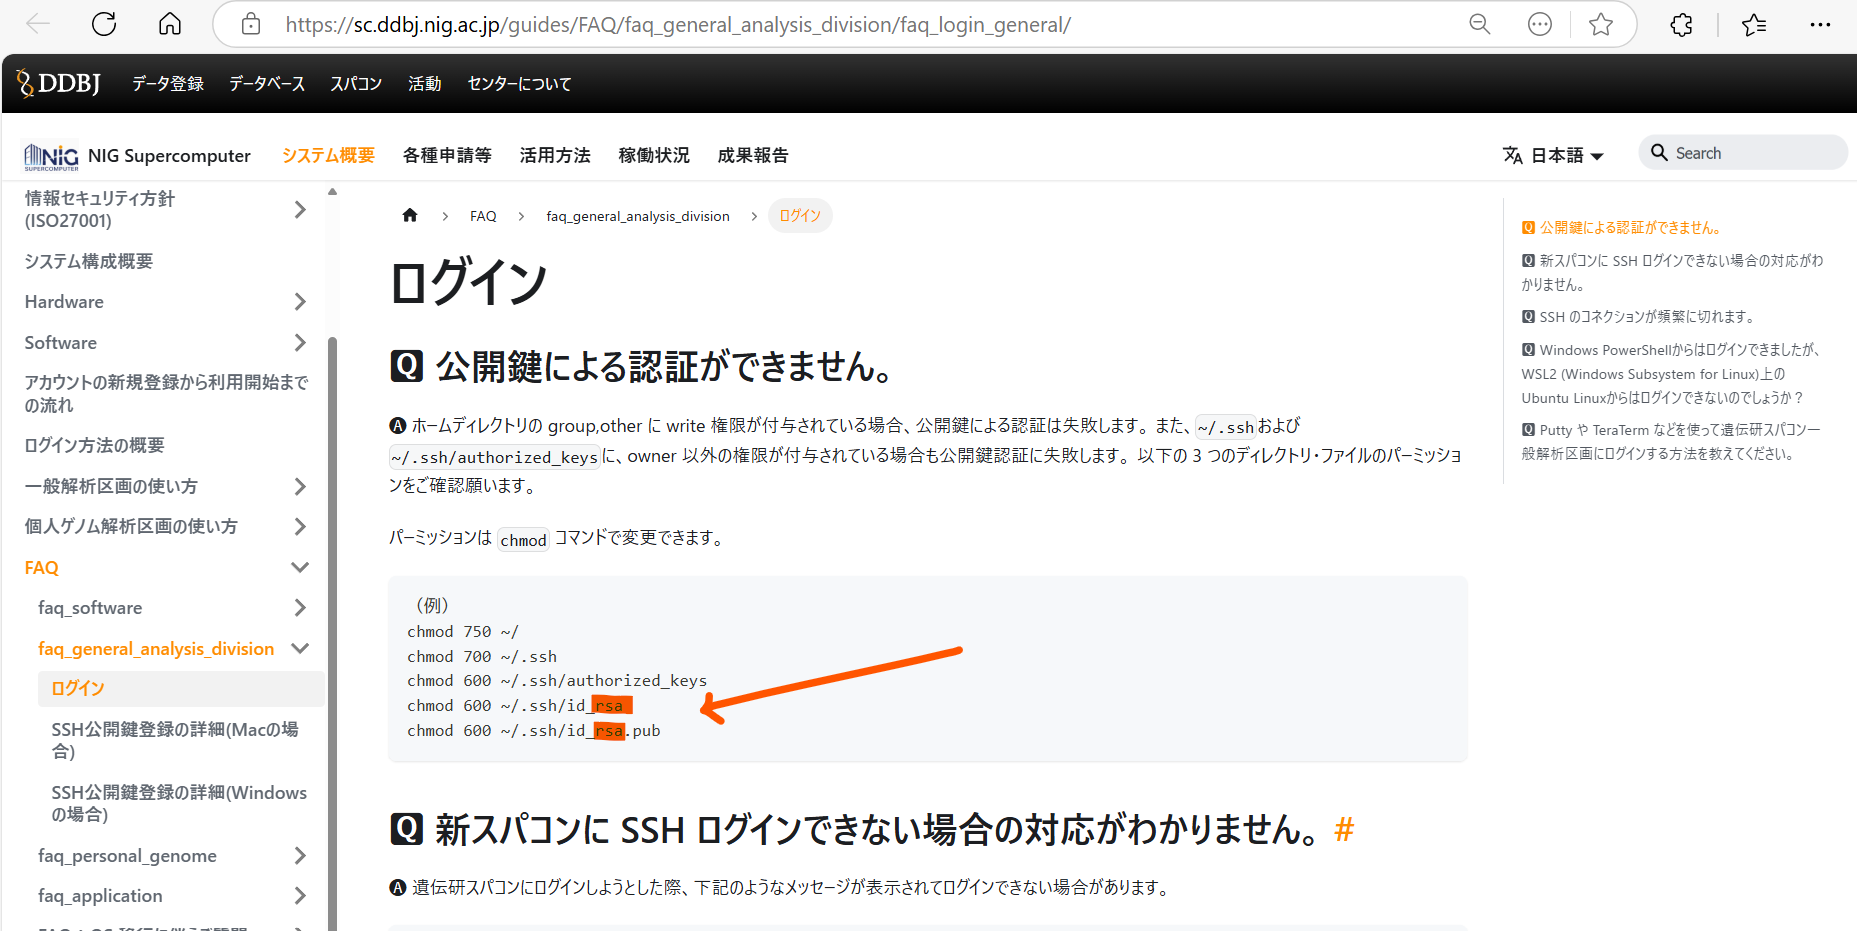 https://sc.ddbj.nig.ac.jp/guides/FAQ/faq_general_analysis_division/faq_login_general/
DDBJ データ登録 データベース スパコン 活動 センターについて
NIG SUPERCOMPUTER NIG Supercomputer システム概要 各種申請等 活用方法 稼働状況 成果報告 日本語 Search
情報セキュリティ方針
(ISO27001)
システム構成概要
Hardware
Software
アカウントの新規登録から利用開始まで
の流れ
ログイン方法の概要
一般解析区画の使い方
個人ゲノム解析区画の使い方
FAQ
faq_software
faq_general_analysis_division
ログイン
SSH公開鍵登録の詳細(Macの場
合)
SSH公開鍵登録の詳細(Windows
の場合)
faq_personal_genome
faq_application
FAQ › faq_general_analysis_division › ログイン
ログイン
Q 公開鍵による認証ができません。
A ホームディレクトリの group,other に write 権限が付与されている場合、公開鍵による認証は失敗します。また、~/.sshおよび
~/.ssh/authorized_keysに、owner 以外の権限が付与されている場合も公開鍵認証に失敗します。以下の 3 つのディレクトリ・ファイルのパーミッショ
ンをご確認願います。
パーミッションは chmod コマンドで変更できます。
（例）
chmod 750 ~/
chmod 700 ~/.ssh
chmod 600 ~/.ssh/authorized_keys
chmod 600 ~/.ssh/id_rsa
chmod 600 ~/.ssh/id_rsa.pub
Q 新スパコンに SSH ログインできない場合の対応がわかりません。 #
A 遺伝研スパコンにログインしようとした際、下記のようなメッセージが表示されてログインできない場合があります。
Q 公開鍵による認証ができません。
Q 新スパコンに SSH ログインできない場合の対応がわ
かりません。
Q SSH のコネクションが頻繁に切れます。
Q Windows PowerShellからはログインできましたが、
WSL2 (Windows Subsystem for Linux)上の
Ubuntu Linuxからはログインできないのでしょうか？
Q Putty や TeraTerm などを使って遺伝研スパコン一
般解析区画にログインする方法を教えてください。